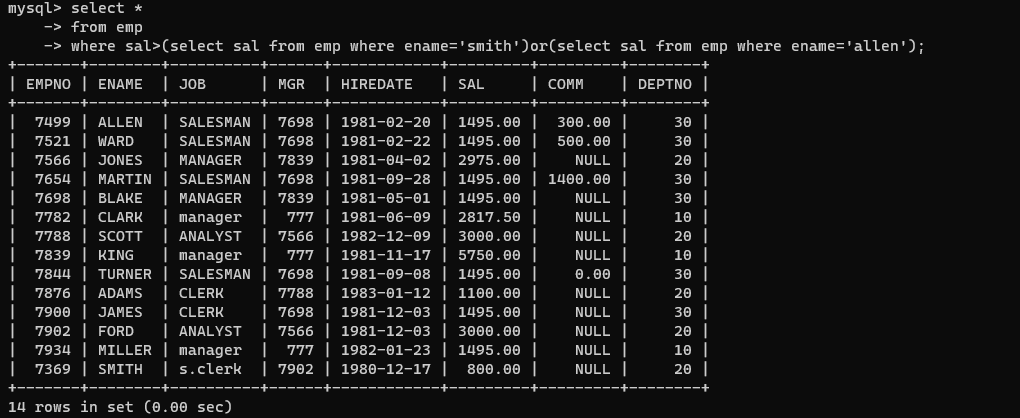 mysql> select *
    -> from emp
    -> where sal>(select sal from emp where ename='smith')or(select sal from emp where ename='allen');
+-------+--------+----------+------+------------+---------+---------+--------+
| EMPNO | ENAME  | JOB      | MGR  | HIREDATE   | SAL     | COMM    | DEPTNO |
+-------+--------+----------+------+------------+---------+---------+--------+
|  7499 | ALLEN  | SALESMAN | 7698 | 1981-02-20 | 1495.00 |  300.00 |     30 |
|  7521 | WARD   | SALESMAN | 7698 | 1981-02-22 | 1495.00 |  500.00 |     30 |
|  7566 | JONES  | MANAGER  | 7839 | 1981-04-02 | 2975.00 |    NULL |     20 |
|  7654 | MARTIN | SALESMAN | 7698 | 1981-09-28 | 1495.00 | 1400.00 |     30 |
|  7698 | BLAKE  | MANAGER  | 7839 | 1981-05-01 | 1495.00 |    NULL |     30 |
|  7782 | CLARK  | manager  |  777 | 1981-06-09 | 2817.50 |    NULL |     10 |
|  7788 | SCOTT  | ANALYST  | 7566 | 1982-12-09 | 3000.00 |    NULL |     20 |
|  7839 | KING   | manager  |  777 | 1981-11-17 | 5750.00 |    NULL |     10 |
|  7844 | TURNER | SALESMAN | 7698 | 1981-09-08 | 1495.00 |    0.00 |     30 |
|  7876 | ADAMS  | CLERK    | 7788 | 1983-01-12 | 1100.00 |    NULL |     20 |
|  7900 | JAMES  | CLERK    | 7698 | 1981-12-03 | 1495.00 |    NULL |     30 |
|  7902 | FORD   | ANALYST  | 7566 | 1981-12-03 | 3000.00 |    NULL |     20 |
|  7934 | MILLER | manager  |  777 | 1982-01-23 | 1495.00 |    NULL |     10 |
|  7369 | SMITH  | s.clerk  | 7902 | 1980-12-17 |  800.00 |    NULL |     20 |
+-------+--------+----------+------+------------+---------+---------+--------+
14 rows in set (0.00 sec)